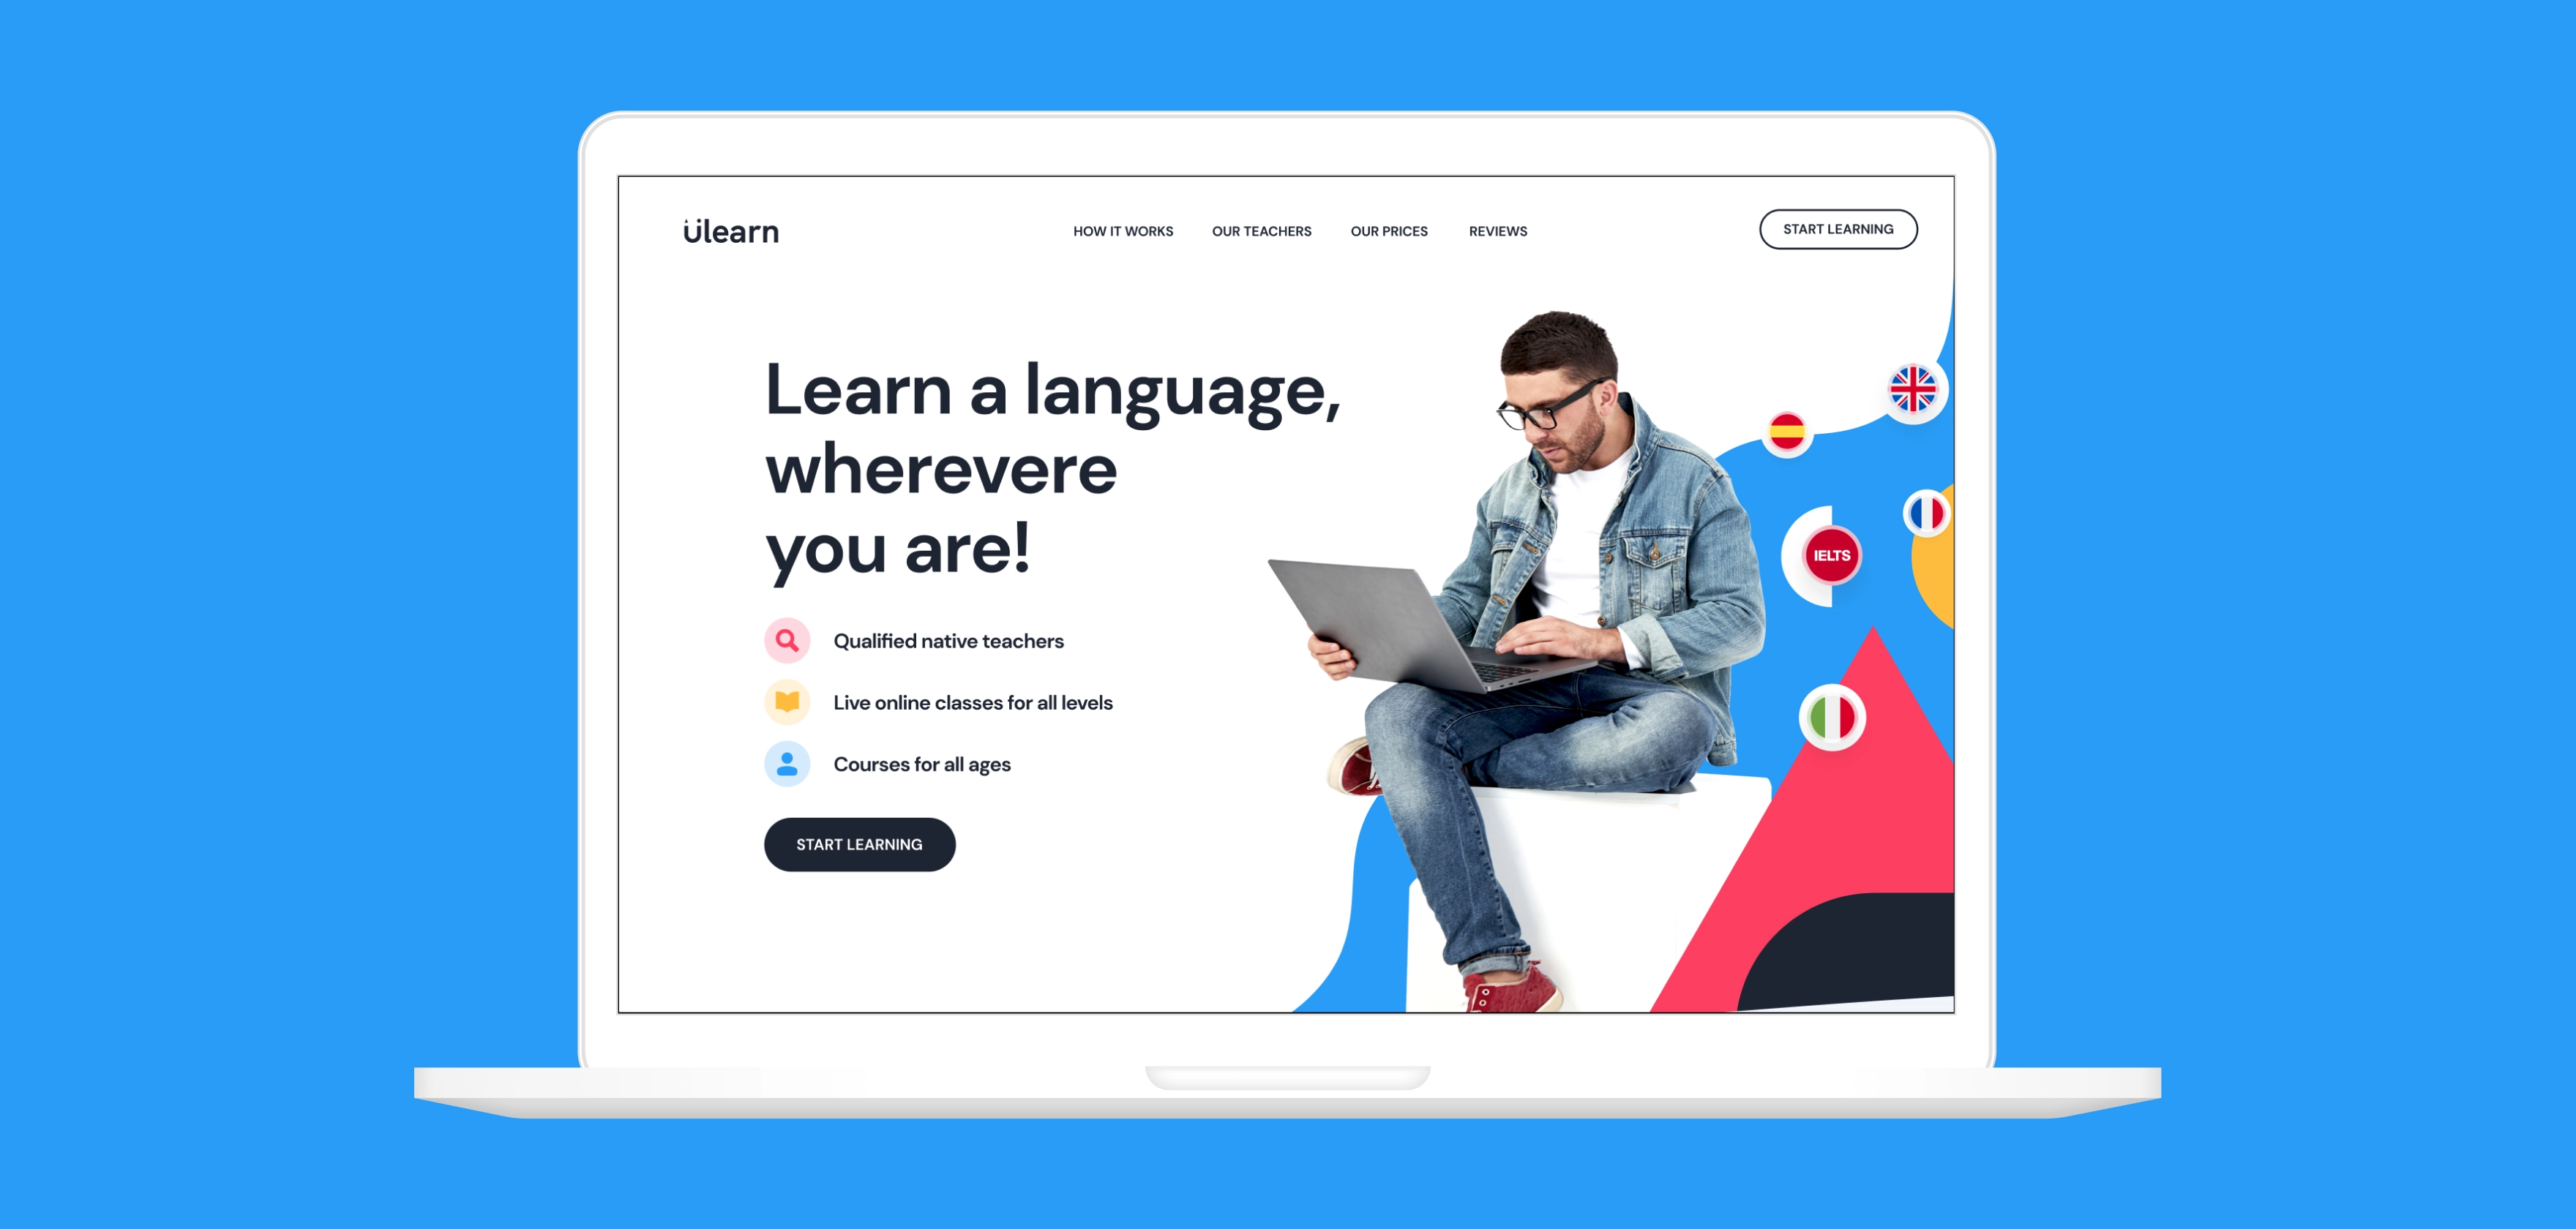 ülearn
HOW IT WORKS
OUR TEACHERS
OUR PRICES
REVIEWS
START LEARNING
Learn a language,
wherevere
you are!
IELTS
Qualified native teachers
Live online classes for all levels
Courses for all ages
START LEARNING